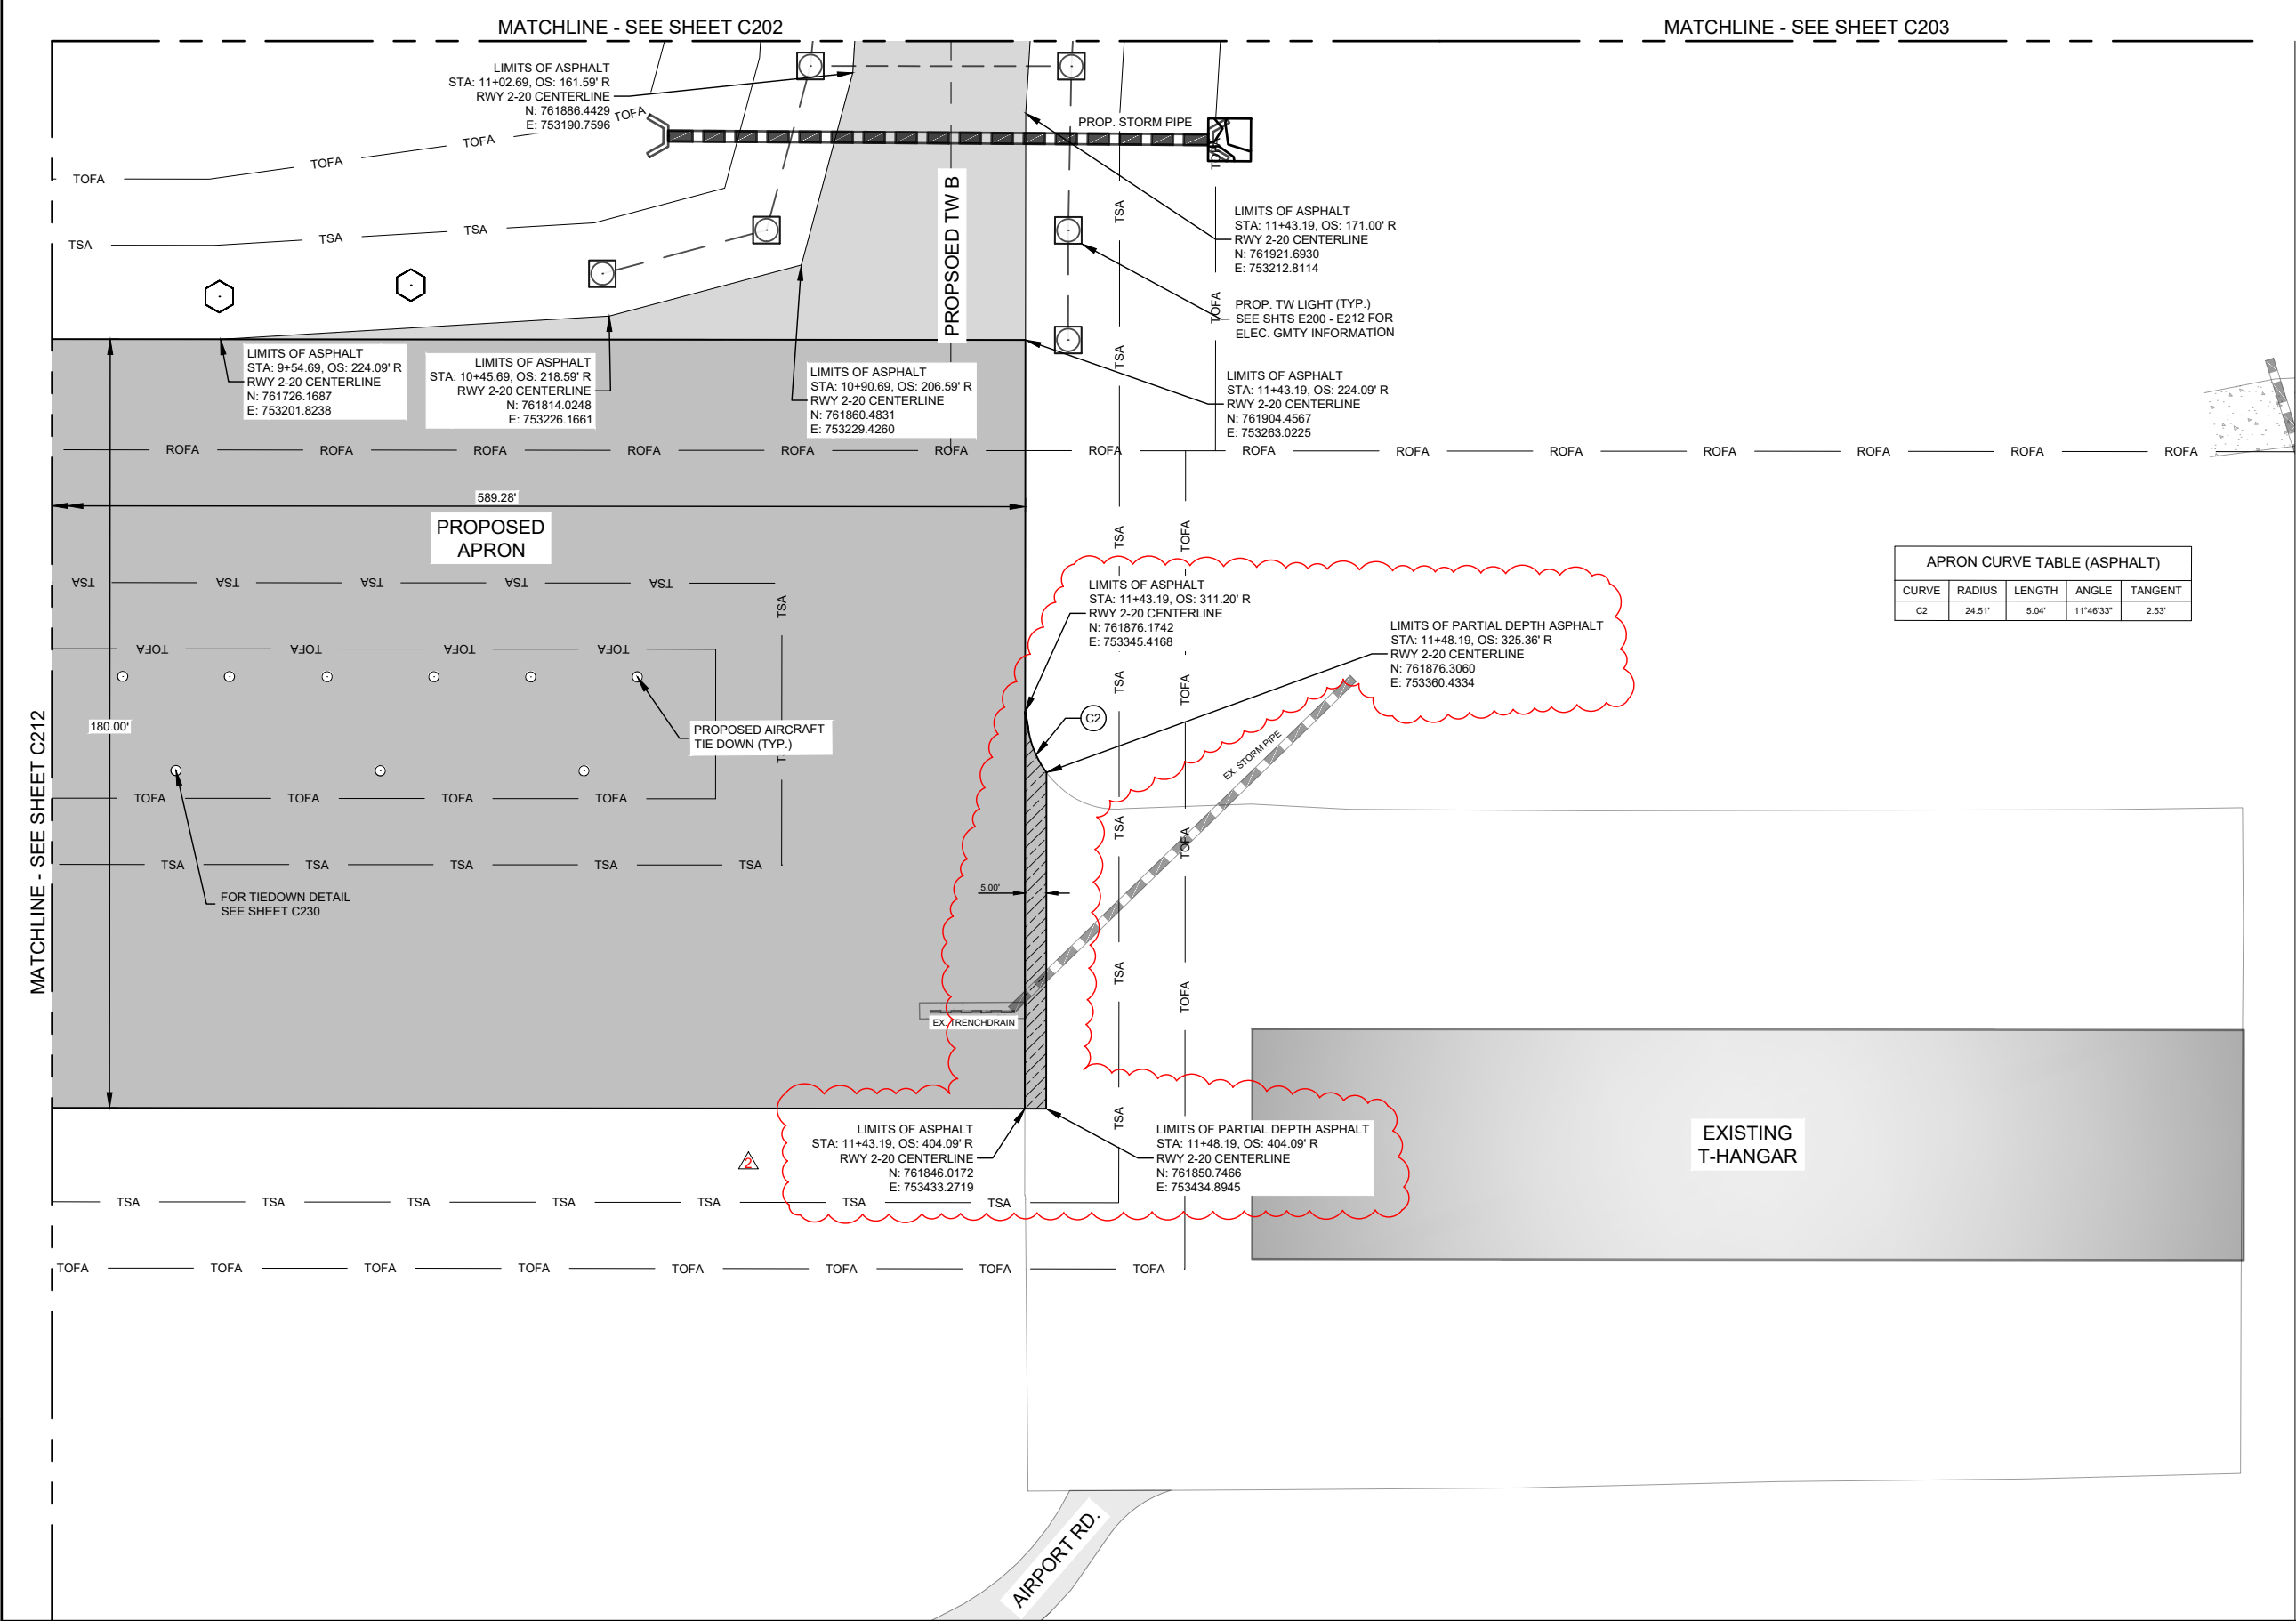 MATCHLINE - SEE SHEET C202
MATCHLINE - SEE SHEET C203
LIMITS OF ASPHALT
STA: 11+02.69, OS: 161.59' R
RWY 2-20 CENTERLINE
N: 761886.4429
E: 753190.7596
TOFA
TOFA
TOFA
TOFA
PROP. STORM PIPE
TOFA
TSA
TSA
TSA
TSA
PROPSOED TW B
LIMITS OF ASPHALT
STA: 11+43.19, OS: 171.00' R
RWY 2-20 CENTERLINE
N: 761921.6930
E: 753212.8114
TOFA
PROP. TW LIGHT (TYP.)
SEE SHTS E200 - E212 FOR
ELEC. GMTY INFORMATION
TSA
LIMITS OF ASPHALT
STA: 9+54.69, OS: 224.09' R
RWY 2-20 CENTERLINE
N: 761726.1687
E: 753201.8238
LIMITS OF ASPHALT
STA: 10+45.69, OS: 218.59' R
RWY 2-20 CENTERLINE
N: 761814.0248
E: 753226.1661
LIMITS OF ASPHALT
STA: 10+90.69, OS: 206.59' R
RWY 2-20 CENTERLINE
N: 761860.4831
E: 753229.4260
LIMITS OF ASPHALT
STA: 11+43.19, OS: 224.09' R
RWY 2-20 CENTERLINE
N: 761904.4567
E: 753263.0225
ROFA ROFA ROFA ROFA ROFA ROFA ROFA ROFA ROFA ROFA ROFA ROFA ROFA ROFA
589.28'
PROPOSED
APRON
TSA
TOFA
TSA TSA TSA TSA TSA
TSA
APRON CURVE TABLE (ASPHALT)
CURVE RADIUS LENGTH ANGLE TANGENT
C2 24.51' 5.04' 11°46'33" 2.53'
LIMITS OF ASPHALT
STA: 11+43.19, OS: 311.20' R
RWY 2-20 CENTERLINE
N: 761876.1742
E: 753345.4168
LIMITS OF PARTIAL DEPTH ASPHALT
STA: 11+48.19, OS: 325.36' R
RWY 2-20 CENTERLINE
N: 761876.3060
E: 753360.4334
TOFA TOFA TOFA TOFA
TSA
TOFA
C2
180.00'
PROPOSED AIRCRAFT
TIE DOWN (TYP.)
EX. STORM PIPE
TOFA TOFA TOFA TOFA
TSA
TOFA
TSA TSA TSA TSA TSA
MATCHLINE - SEE SHEET C212
FOR TIEDOWN DETAIL
SEE SHEET C230
5.00'
TSA
TOFA
EX. TRENCHDRAIN
TSA
LIMITS OF ASPHALT
STA: 11+43.19, OS: 404.09' R
RWY 2-20 CENTERLINE
N: 761846.0172
E: 753433.2719
LIMITS OF PARTIAL DEPTH ASPHALT
STA: 11+48.19, OS: 404.09' R
RWY 2-20 CENTERLINE
N: 761850.7466
E: 753434.8945
2
EXISTING
T-HANGAR
TSA TSA TSA TSA TSA TSA TSA
TOFA TOFA TOFA TOFA TOFA TOFA TOFA TOFA
AIRPORT RD.